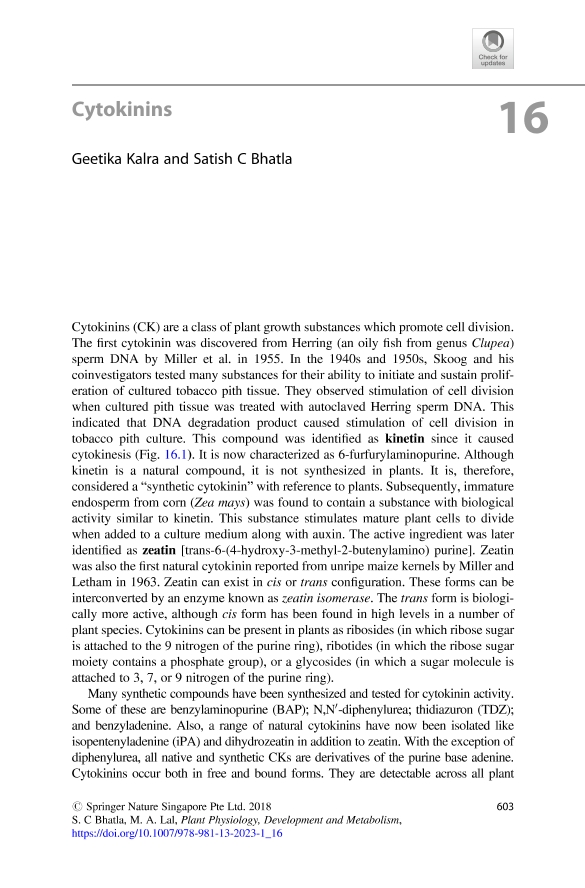 Check for
updates
Cytokinins
16
Geetika Kalra and Satish C Bhatla
Cytokinins (CK) are a class of plant growth substances which promote cell division.
The first cytokinin was discovered from Herring (an oily fish from genus Clupea)
sperm DNA by Miller et al. in 1955. In the 1940s and 1950s, Skoog and his
coinvestigators tested many substances for their ability to initiate and sustain prolif-
eration of cultured tobacco pith tissue. They observed stimulation of cell division
when cultured pith tissue was treated with autoclaved Herring sperm DNA. This
indicated that DNA degradation product caused stimulation of cell division in
tobacco pith culture. This compound was identified as kinetin since it caused
cytokinesis (Fig. 16.1). It is now characterized as 6-furfurylaminopurine. Although
kinetin is a natural compound, it is not synthesized in plants. It is, therefore,
considered a “synthetic cytokinin” with reference to plants. Subsequently, immature
endosperm from corn (Zea mays) was found to contain a substance with biological
activity similar to kinetin. This substance stimulates mature plant cells to divide
when added to a culture medium along with auxin. The active ingredient was later
identified as zeatin [trans-6-(4-hydroxy-3-methyl-2-butenylamino) purine]. Zeatin
was also the first natural cytokinin reported from unripe maize kernels by Miller and
Letham in 1963. Zeatin can exist in cis or trans configuration. These forms can be
interconverted by an enzyme known as zeatin isomerase. The trans form is biologi-
cally more active, although cis form has been found in high levels in a number of
plant species. Cytokinins can be present in plants as ribosides (in which ribose sugar
is attached to the 9 nitrogen of the purine ring), ribotides (in which the ribose sugar
moiety contains a phosphate group), or a glycosides (in which a sugar molecule is
attached to 3, 7, or 9 nitrogen of the purine ring).
Many synthetic compounds have been synthesized and tested for cytokinin activity.
Some of these are benzylaminopurine (BAP); N,N′-diphenylurea; thidiazuron (TDZ);
and benzyladenine. Also, a range of natural cytokinins have now been isolated like
isopentenyladenine (iPA) and dihydrozeatin in addition to zeatin. With the exception of
diphenylurea, all native and synthetic CKs are derivatives of the purine base adenine.
Cytokinins occur both in free and bound forms. They are detectable across all plant
© Springer Nature Singapore Pte Ltd. 2018
603
S. C Bhatla, M. A. Lal, Plant Physiology, Development and Metabolism,
https://doi.org/10.1007/978-981-13-2023-1_16